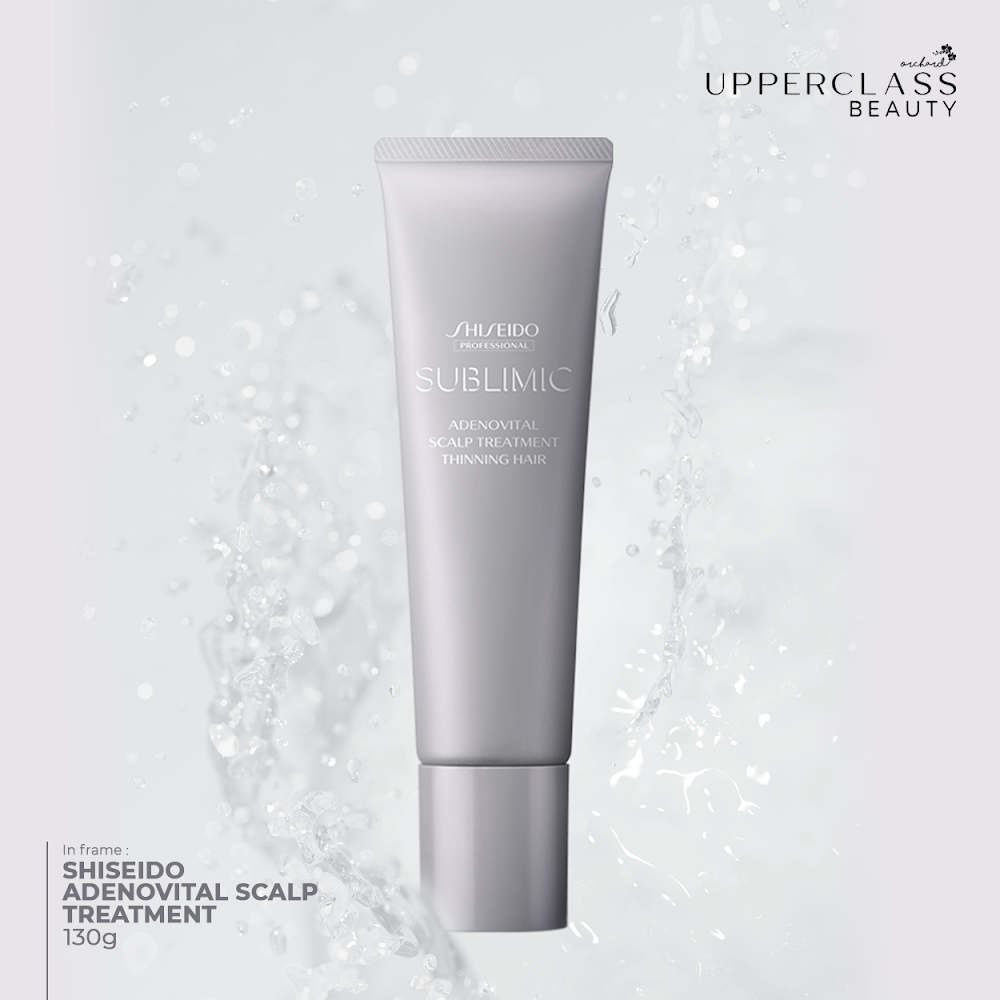 orchard
UPPERCLASS
BEAUTY
SHISEIDO
PROFESSIONAL
SUBLIMIC
ADENOVITAL
SCALP TREATMENT
THINNING HAIR
In frame :
SHISEIDO
ADENOVITAL SCALP
TREATMENT
130g